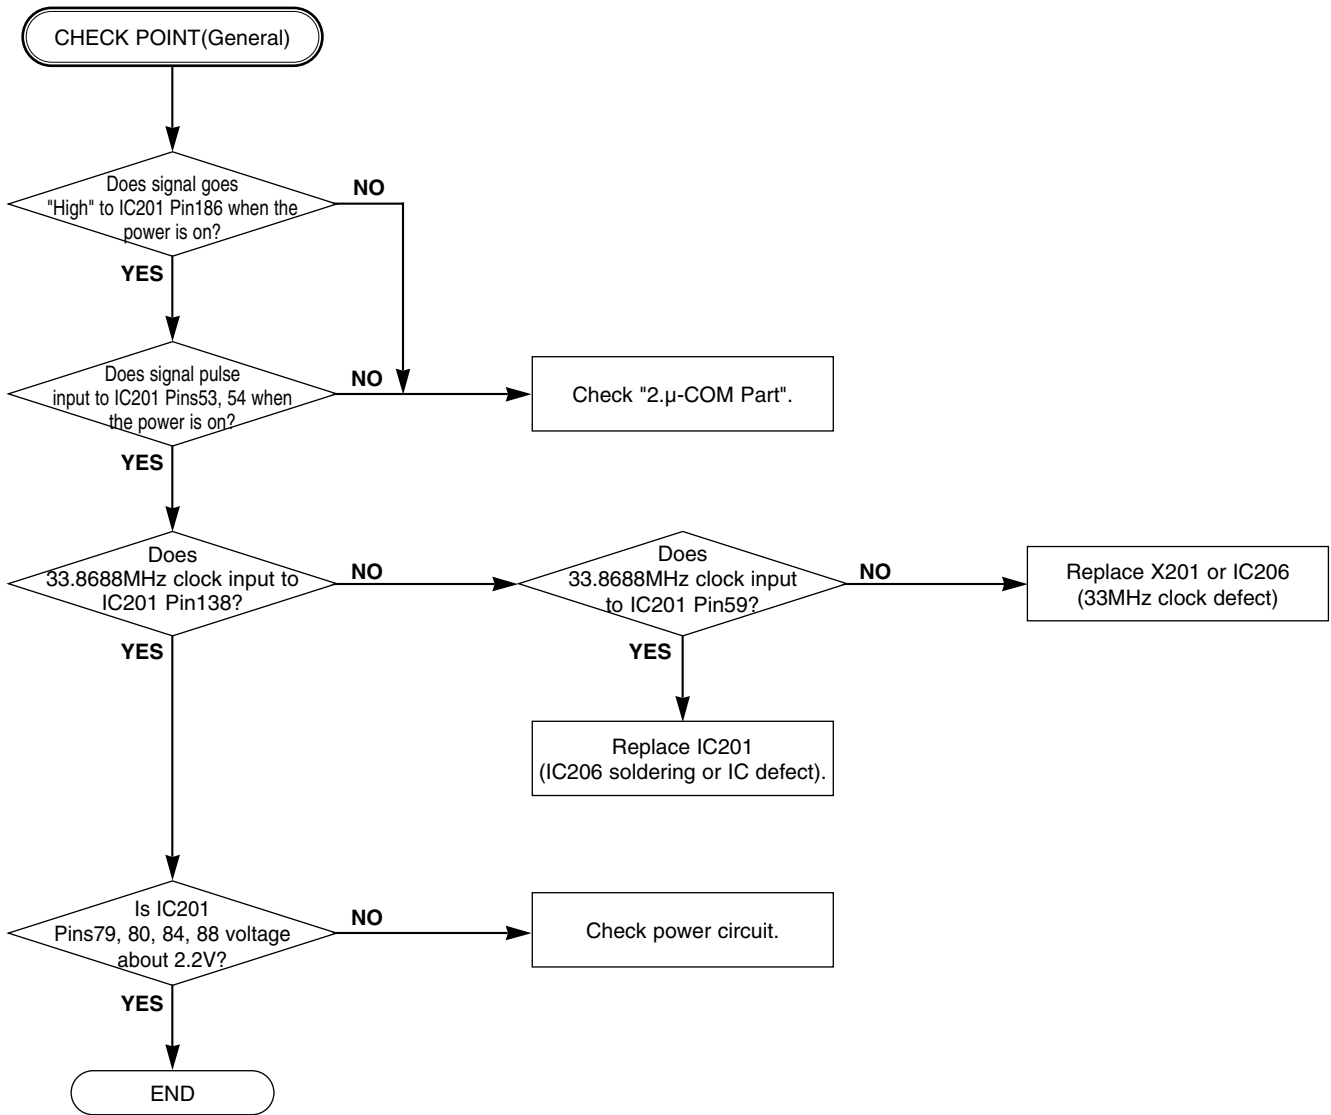 CHECK POINT(General)
Does signal goes
"High" to IC201 Pin186 when the
power is on?
NO
YES
Does signal pulse
input to IC201 Pins53, 54 when
the power is on?
NO
Check "2.µ-COM Part".
YES
Does
33.8688MHz clock input to
IC201 Pin138?
NO
Does
33.8688MHz clock input
to IC201 Pin59?
NO
Replace X201 or IC206
(33MHz clock defect)
YES
YES
Replace IC201
(IC206 soldering or IC defect).
Is IC201
Pins79, 80, 84, 88 voltage
about 2.2V?
NO
Check power circuit.
YES
END